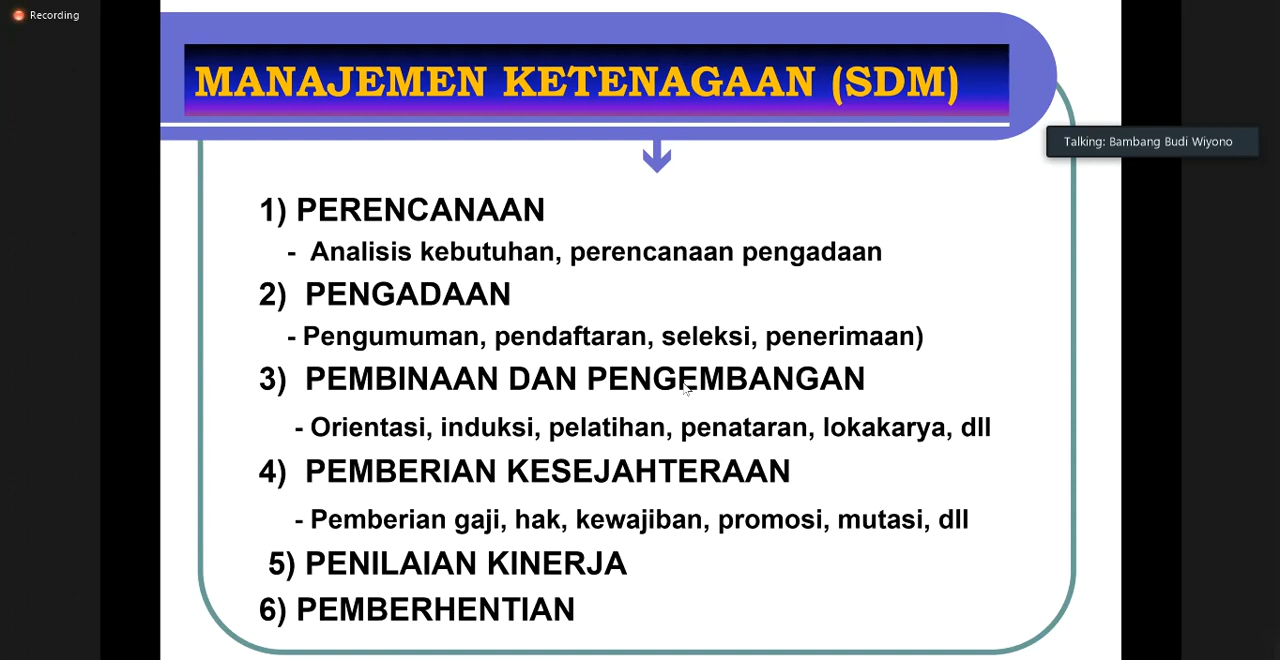 Recording
MANAJEMEN KETENAGAAN (SDM)
Talking: Bambang Budi Wiyono
1) PERENCANAAN
- Analisis kebutuhan, perencanaan pengadaan
2) PENGADAAN
- Pengumuman, pendaftaran, seleksi, penerimaan)
3) PEMBINAAN DAN PENGEMBANGAN
- Orientasi, induksi, pelatihan, penataran, lokakarya, dll
4) PEMBERIAN KESEJAHTERAAN
- Pemberian gaji, hak, kewajiban, promosi, mutasi, dll
5) PENILAIAN KINERJA
6) PEMBERHENTIAN